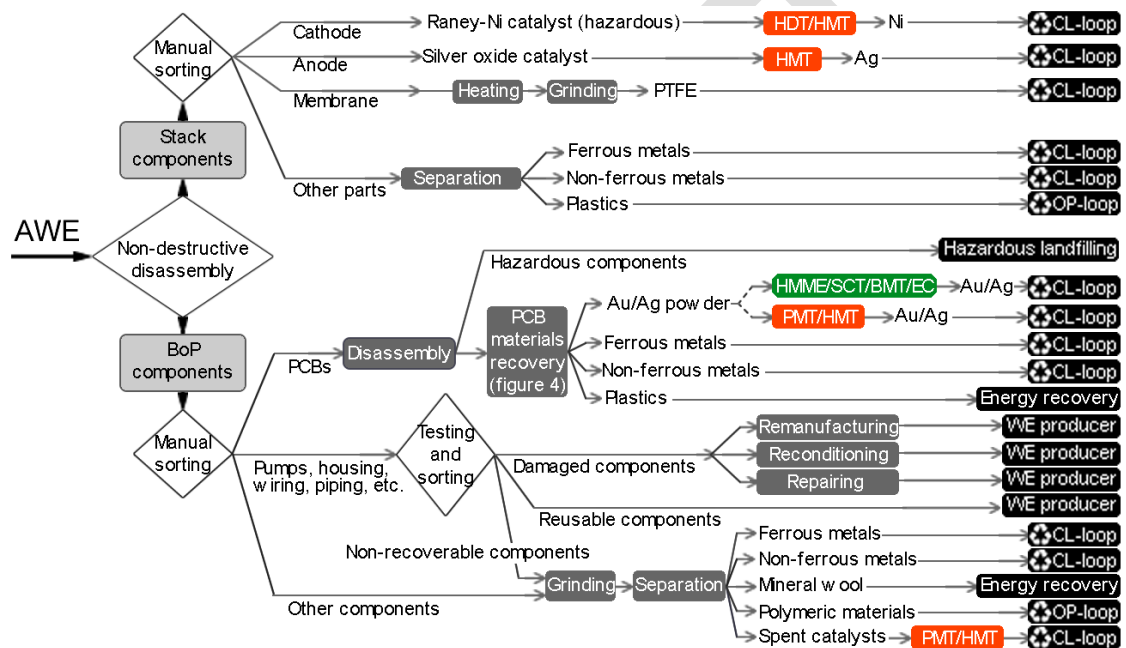 Cathode
Raney-Ni catalyst (hazardous)
HDT/HMT
Ni
CL-loop
Manual
sorting
Anode
Silver oxide catalyst
HMT
Ag
CL-loop
Membrane
Heating
Grinding
PTFE
CL-loop
Stack
components
Other parts
Separation
Ferrous metals
CL-loop
Non-ferrous metals
CL-loop
Plastics
OP-loop
AWE
Non-destructive
disassembly
Hazardous components
Hazardous landfilling
BoP
components
PCBs
Disassembly
PCB
materials
recovery
(figure 4)
Au/Ag powder
HMME/SCT/BMT/EC
Au/Ag
CL-loop
PMT/HMT
Au/Ag
CL-loop
Ferrous metals
CL-loop
Non-ferrous metals
CL-loop
Plastics
Energy recovery
Manual
sorting
Pumps, housing,
wiring, piping, etc.
Testing
and
sorting
Damaged components
Remanufacturing
WE producer
Reconditioning
WE producer
Repairing
WE producer
Reusable components
WE producer
Non-recoverable components
Other components
Grinding
Separation
Ferrous metals
CL-loop
Non-ferrous metals
CL-loop
Mineral wool
Energy recovery
Polymeric materials
OP-loop
Spent catalysts
PMT/HMT
CL-loop